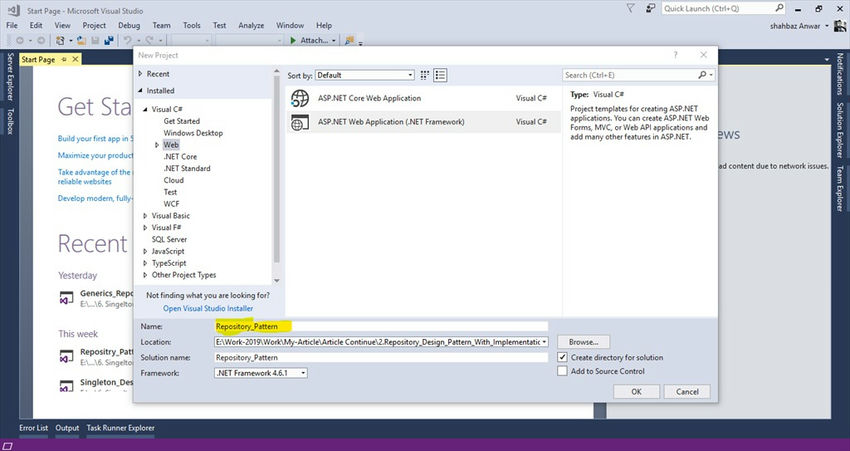 Start Page - Microsoft Visual Studio
Quick Launch (Ctrl+Q)
File Edit View Project Debug Team Tools Test Analyze Window Help
shahbaz Anwar
Attach...
Start Page
Server Explorer
Toolbox
Notifications
Solution Explorer
Team Explorer
Get Sta
Build your first app in 5
Maximize your product
Take advantage of the
reliable websites
Develop modern, fully-
Recent
Yesterday
Generics_Repo
E:\...\6. Singelton
This week
Repositry_Patt
E:\...\6. Singelton
Singleton_Des
ews
ad content due to network issues.
New Project
? ×
Recent
Installed
Visual C#
Get Started
Windows Desktop
Web
.NET Core
.NET Standard
Cloud
Test
WCF
Visual Basic
Visual F#
SQL Server
JavaScript
TypeScript
Other Project Types
Not finding what you are looking for?
Open Visual Studio Installer
Sort by: Default
ASP.NET Core Web Application Visual C#
ASP.NET Web Application (.NET Framework) Visual C#
Search (Ctrl+E)
Type: Visual C#
Project templates for creating ASP.NET
applications. You can create ASP.NET Web
Forms, MVC, or Web API applications and
add many other features in ASP.NET.
Name: Repository_Pattern
Location: E:\Work-2019\Work\My-Article\Article Continue\2.Repository_Design_Pattern_With_Implementatic
Browse...
Solution name: Repository_Pattern
Create directory for solution
Framework: .NET Framework 4.6.1
Add to Source Control
OK Cancel
Error List Output Task Runner Explorer